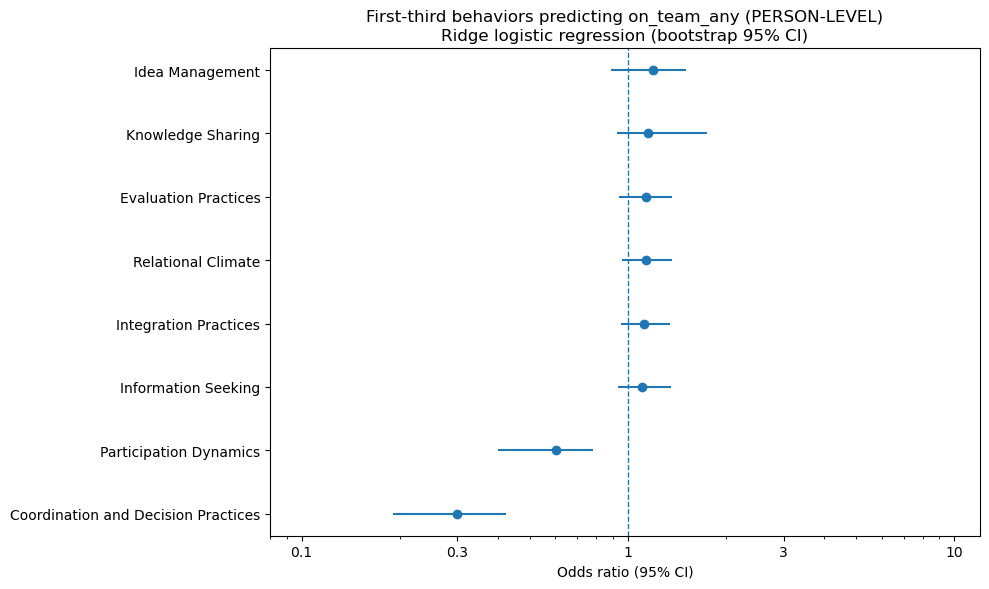 First-third behaviors predicting on_team_any (PERSON-LEVEL)
Ridge logistic regression (bootstrap 95% CI)
Idea Management
Knowledge Sharing
Evaluation Practices
Relational Climate
Integration Practices
Information Seeking
Participation Dynamics
Coordination and Decision Practices
0.1 0.3 1 3 10
Odds ratio (95% CI)